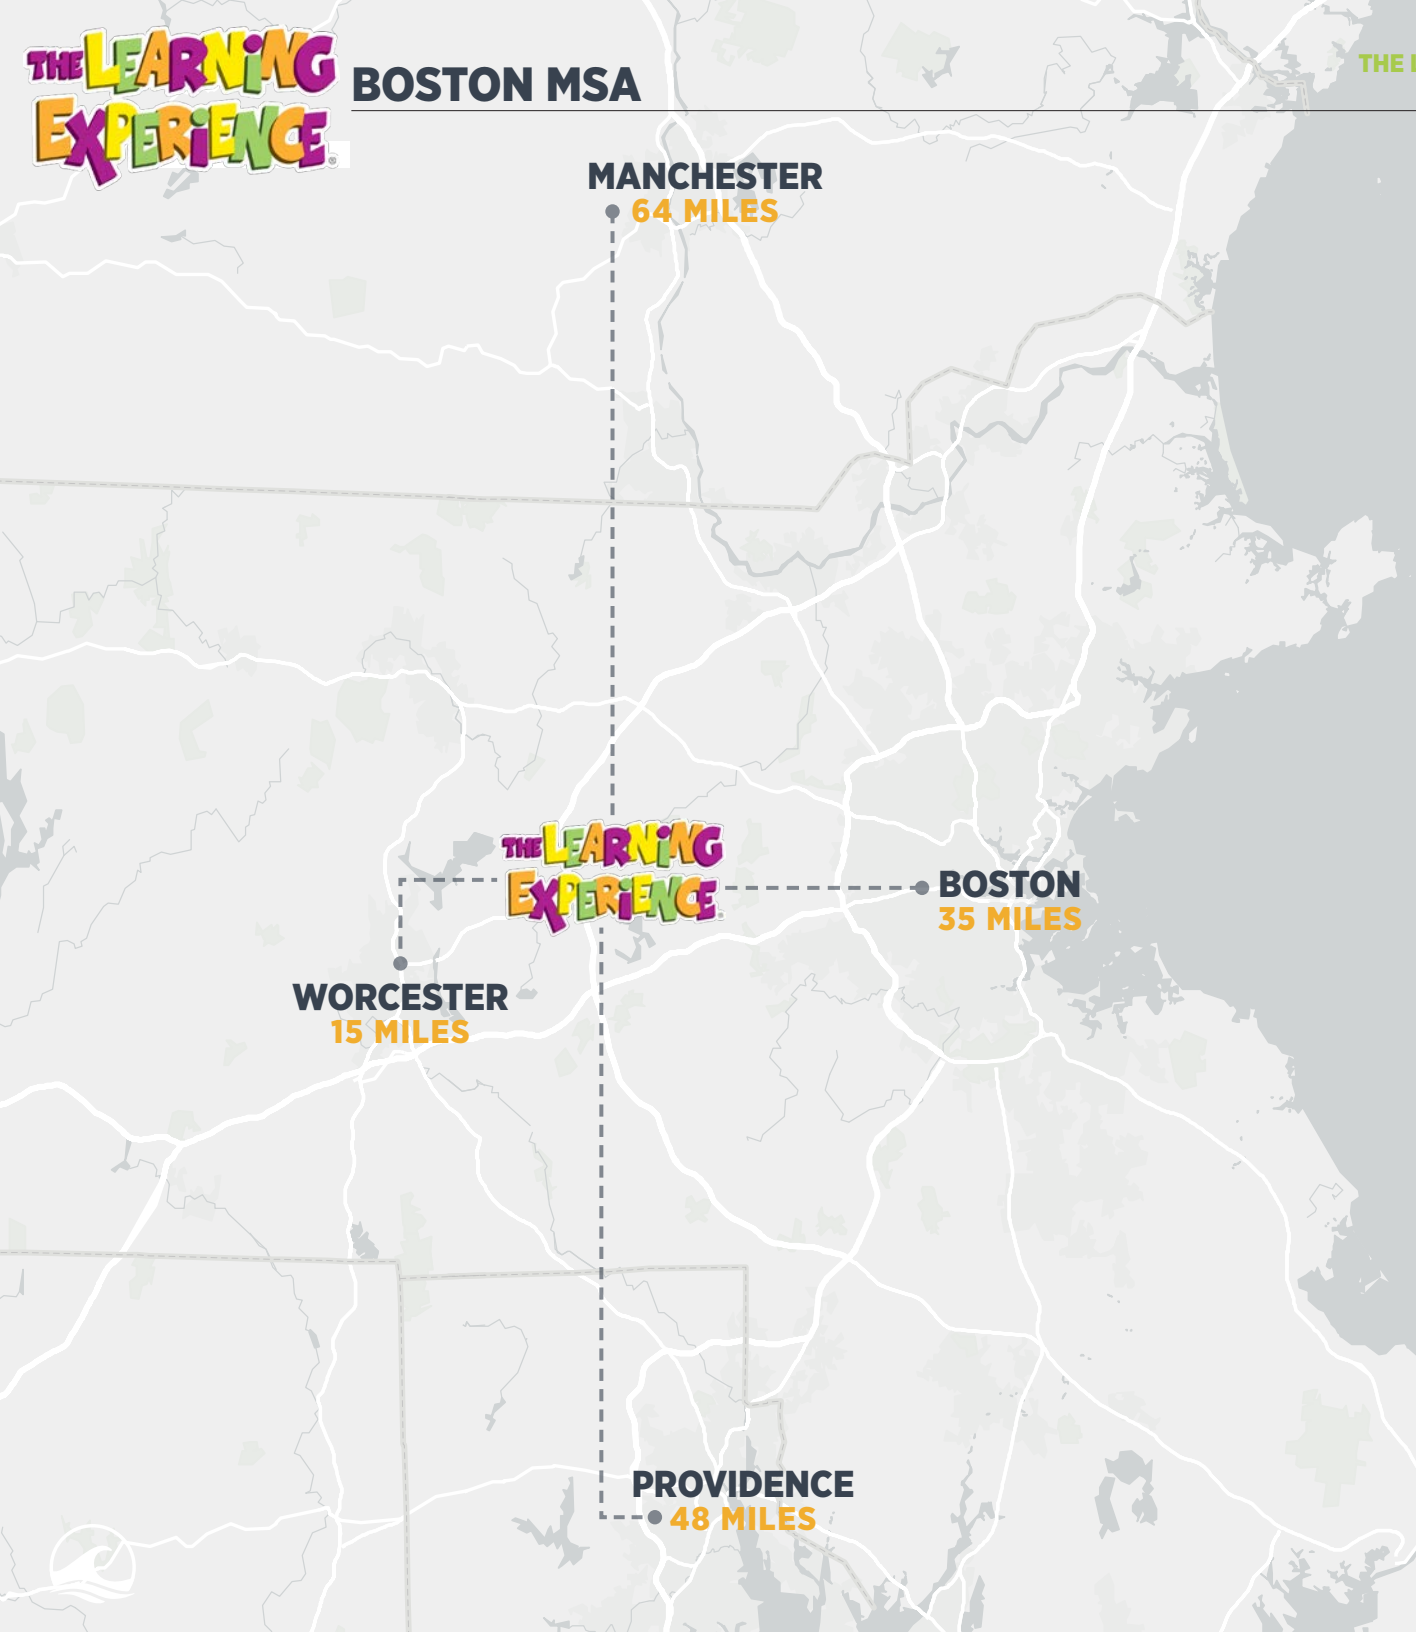 THE LEARNING
EXPERIENCE®
BOSTON MSA
THE
MANCHESTER
64 MILES
THE LEARNING
EXPERIENCE
BOSTON
35 MILES
WORCESTER
15 MILES
PROVIDENCE
48 MILES